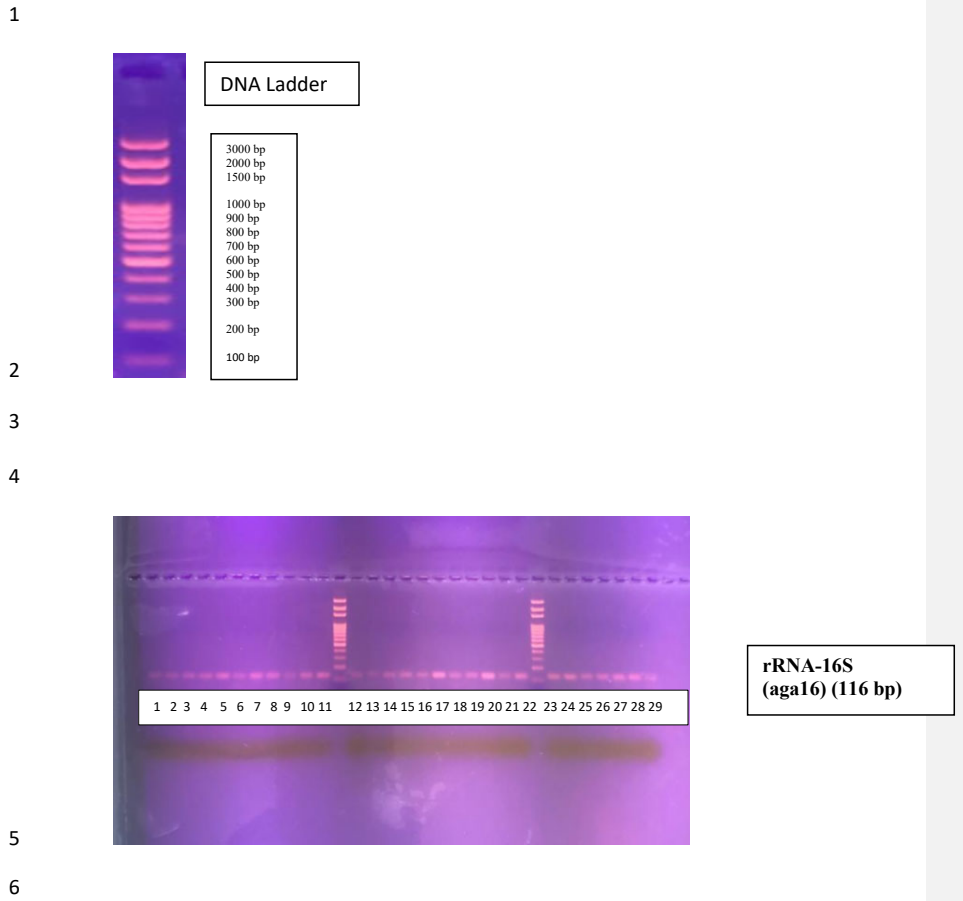 1
DNA Ladder
3000 bp
2000 bp
1500 bp
1000 bp
900 bp
800 bp
700 bp
600 bp
500 bp
400 bp
300 bp
200 bp
100 bp
2
3
4
rRNA-16S
(aga16) (116 bp)
1 2 3 4 5 6 7 8 9 10 11 12 13 14 15 16 17 18 19 20 21 22 23 24 25 26 27 28 29
5
6